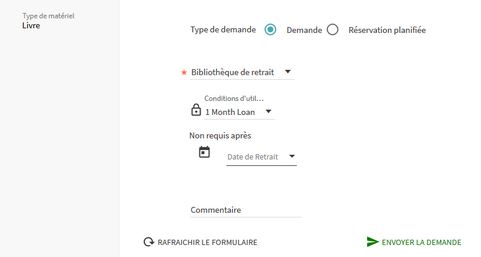 Type de matériel
Livre
Type de demande Demande Réservation planifiée
* Bibliothèque de retrait
Conditions d'util...
1 Month Loan
Non requis après
Date de Retrait
Commentaire
RAFRAICHIR LE FORMULAIRE ENVOYER LA DEMANDE